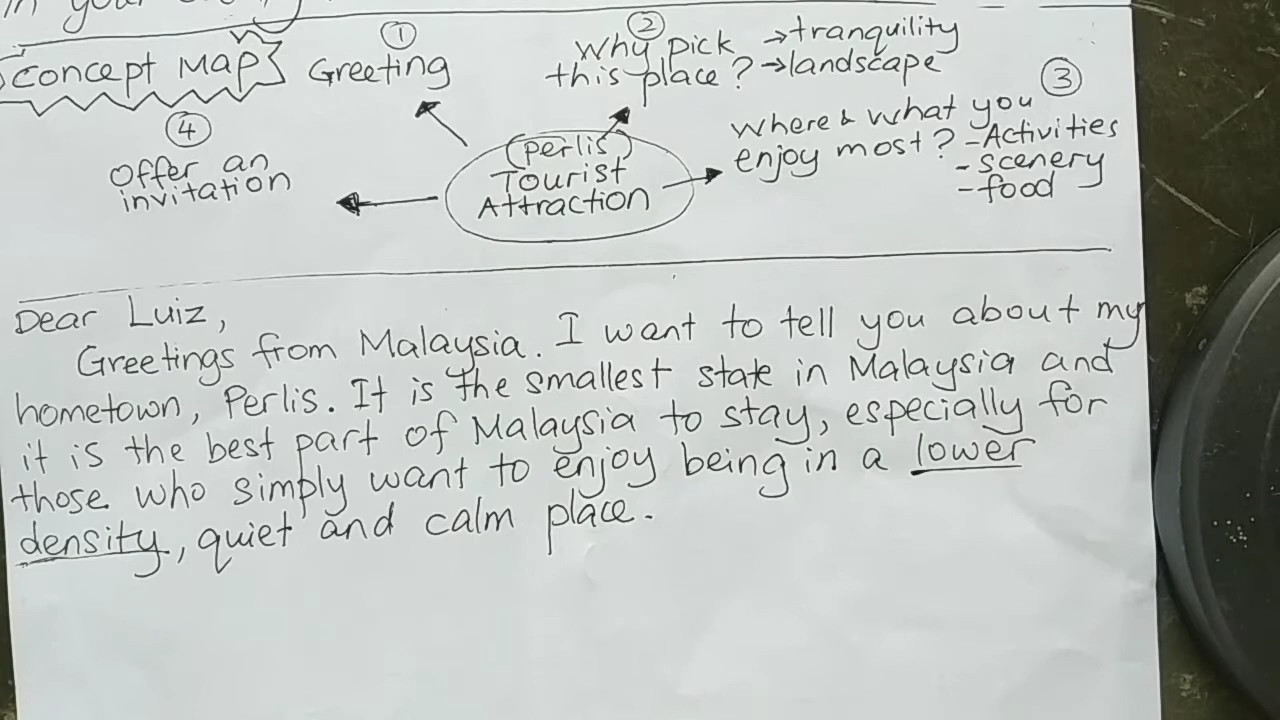 in your
Concept Map
①
Greeting
②
Why pick →tranquility
this place? →landscape
③
Where & what you
enjoy most? -Activities
-scenery
-food
④
Offer an
invitation
(perlis)
Tourist
Attraction
Dear Luiz,
Greetings from Malaysia. I want to tell you about my
hometown, Perlis. It is the smallest state in Malaysia and
it is the best part of Malaysia to stay, especially for
those who simply want to enjoy being in a lower
density, quiet and calm place.